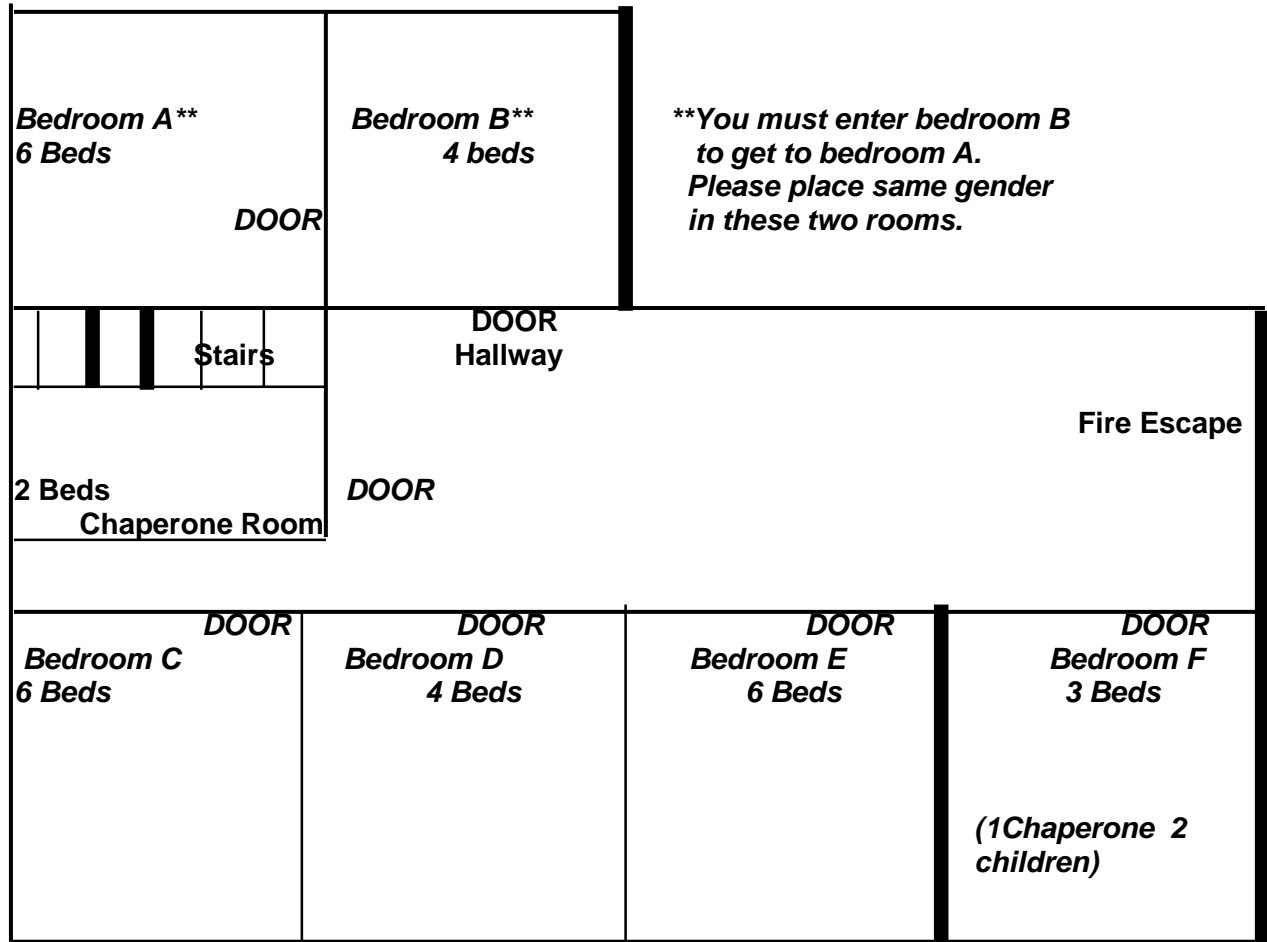 Bedroom A**
6 Beds
DOOR
Bedroom B**
4 beds
**You must enter bedroom B
to get to bedroom A.
Please place same gender
in these two rooms.
Stairs
DOOR
Hallway
Fire Escape
2 Beds
Chaperone Room
DOOR
DOOR
Bedroom C
6 Beds
DOOR
Bedroom D
4 Beds
DOOR
Bedroom E
6 Beds
DOOR
Bedroom F
3 Beds
(1Chaperone 2
children)